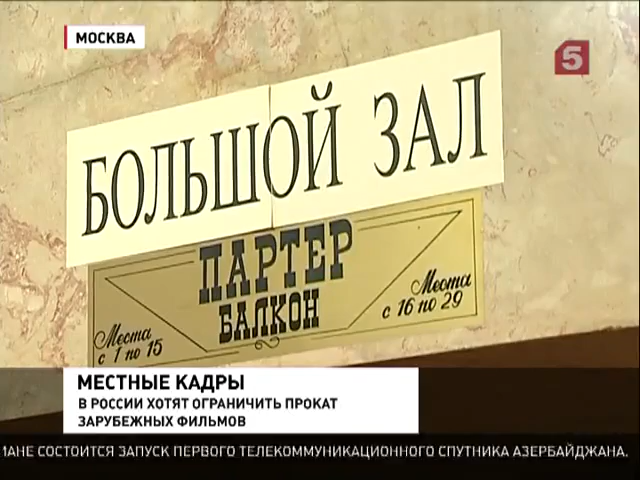 МОСКВА
5
БОЛЬШОЙ ЗАЛ
ПАРТЕР
БАЛКОН
Места
с 1 по 15
Места
с 16 по 29
МЕСТНЫЕ КАДРЫ
В РОССИИ ХОТЯТ ОГРАНИЧИТЬ ПРОКАТ
ЗАРУБЕЖНЫХ ФИЛЬМОВ
СОСТОИТСЯ ЗАПУСК ПЕРВОГО ТЕЛЕКОММУНИКАЦИОННОГО СПУТНИКА АЗЕРБАЙДЖАНА.